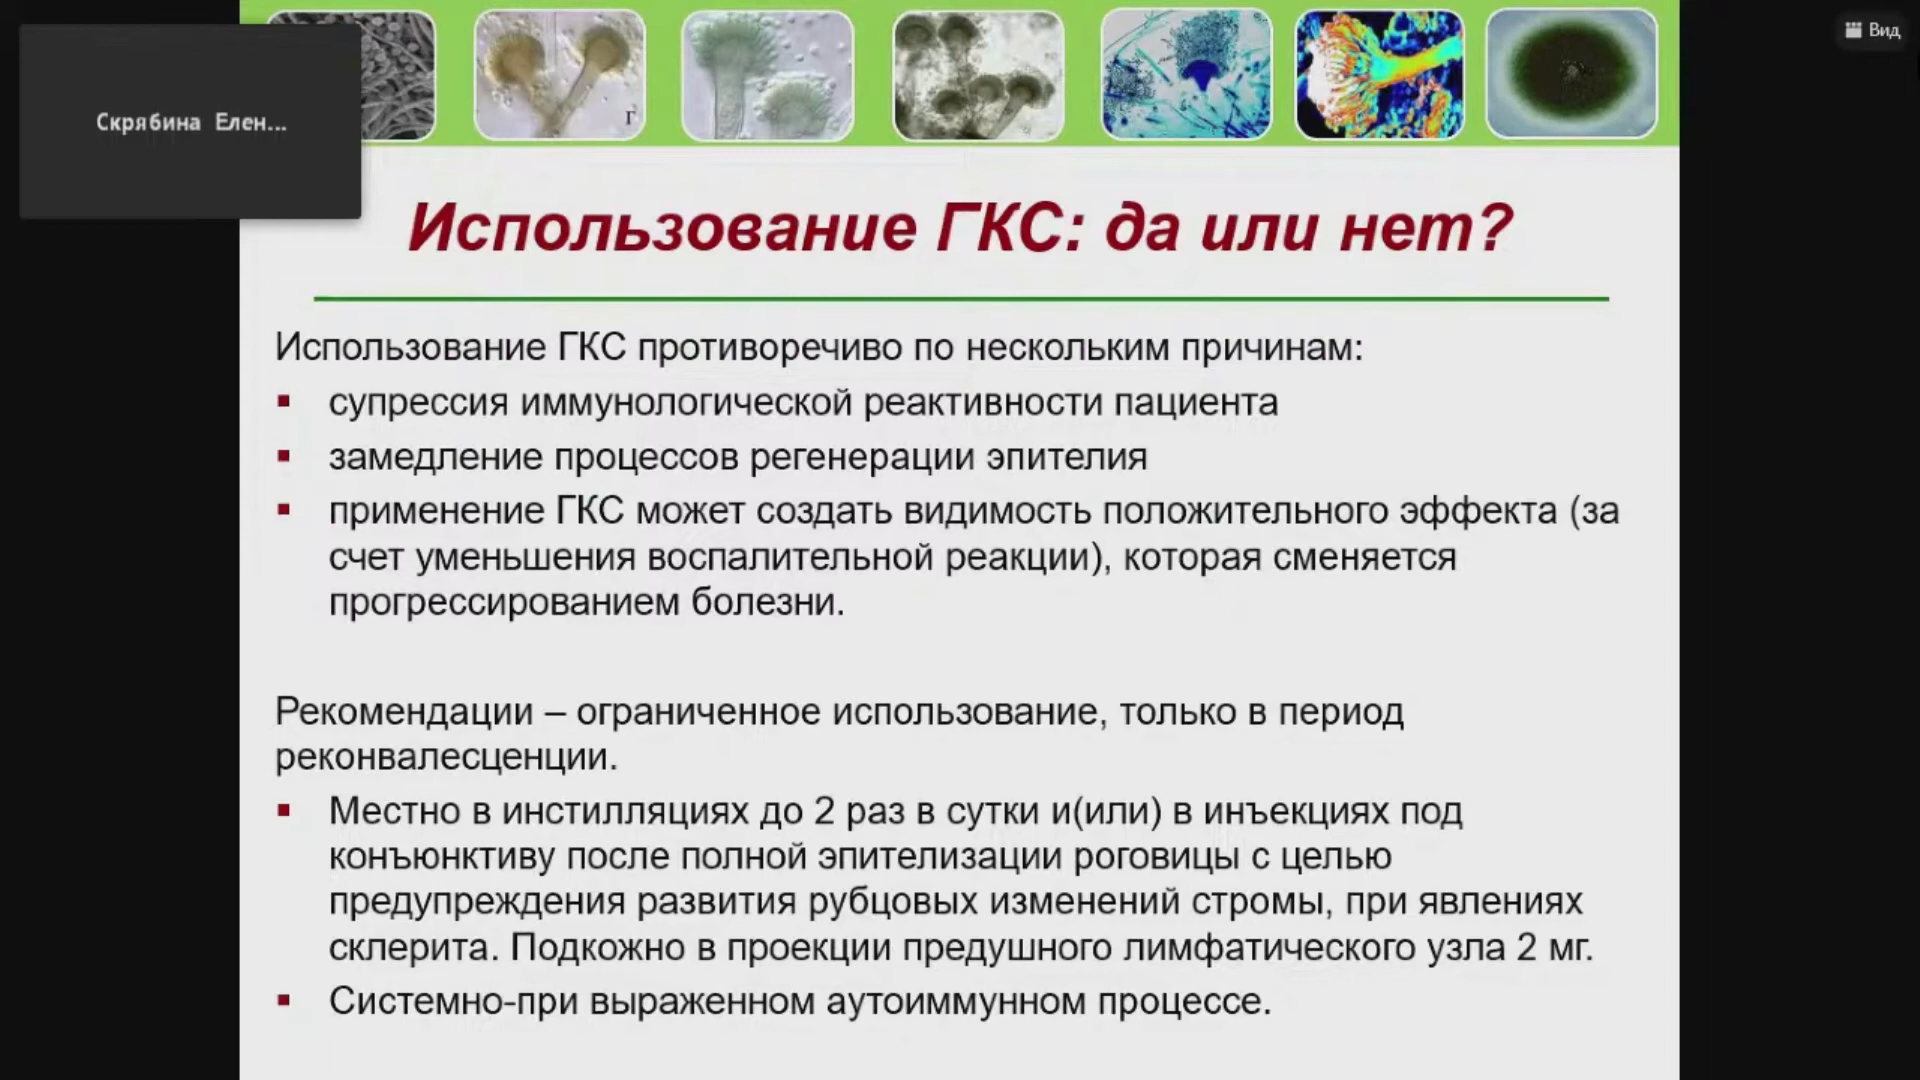 Вид
Скрябина Елен...
г
Использование ГКС: да или нет?
Использование ГКС противоречиво по нескольким причинам:
▪ супрессия иммунологической реактивности пациента
▪ замедление процессов регенерации эпителия
▪ применение ГКС может создать видимость положительного эффекта (за
счет уменьшения воспалительной реакции), которая сменяется
прогрессированием болезни.
Рекомендации – ограниченное использование, только в период
реконвалесценции.
▪ Местно в инстилляциях до 2 раз в сутки и(или) в инъекциях под
конъюнктиву после полной эпителизации роговицы с целью
предупреждения развития рубцовых изменений стромы, при явлениях
склерита. Подкожно в проекции предушного лимфатического узла 2 мг.
▪ Системно-при выраженном аутоиммунном процессе.